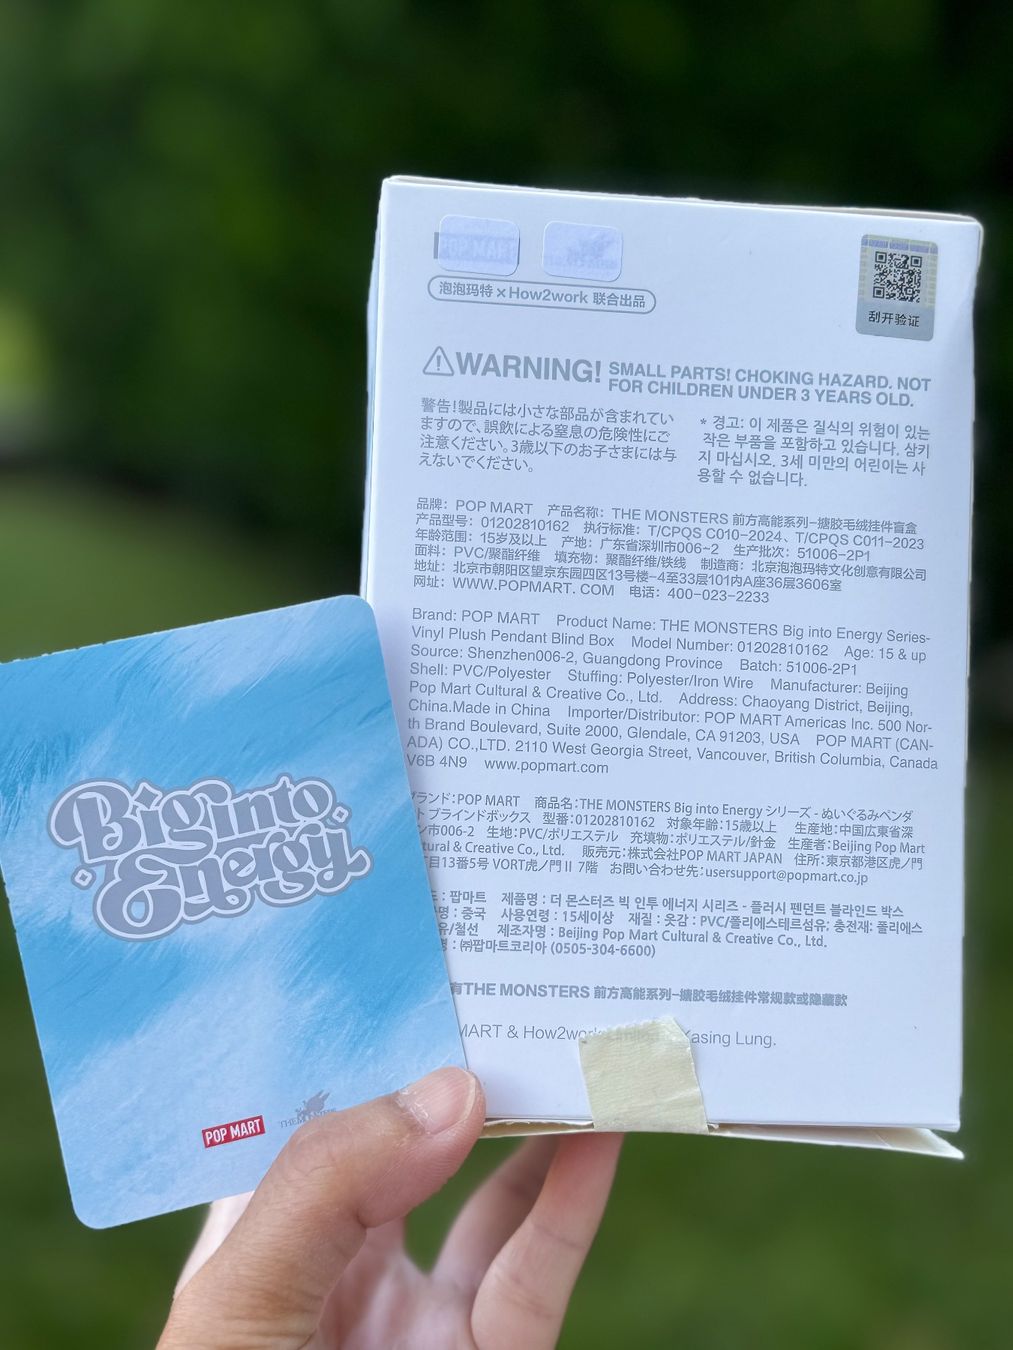 泡泡玛特×How2work 联合出品
刮开验证
WARNING! SMALL PARTS! CHOKING HAZARD. NOT
FOR CHILDREN UNDER 3 YEARS OLD.
警告!製品には小さな部品が含まれてい
ますので、誤飲による窒息の危険性にご
注意ください。3歳以下のお子さまには与
えないでください。
* 경고: 이 제품은 질식의 위험이 있는
작은 부품을 포함하고 있습니다. 삼키
지 마십시오. 3세 미만의 어린이는 사
용할 수 없습니다.
品牌: POP MART 产品名称: THE MONSTERS 前方高能系列-搪胶毛绒挂件盲盒
产品型号: 01202810162 执行标准: T/CPQS C010-2024、T/CPQS C011-2023
年龄范围: 15岁及以上 产地: 广东省深圳市006-2 生产批次: 51006-2P1
面料: PVC/聚酯纤维 填充物: 聚酯纤维/铁线 制造商: 北京泡泡玛特文化创意有限公司
地址: 北京市朝阳区望京东园四区13号楼-4至33层101内A座36层3606室
网址: WWW.POPMART. COM 电话: 400-023-2233
Brand: POP MART Product Name: THE MONSTERS Big into Energy Series-
Vinyl Plush Pendant Blind Box Model Number: 01202810162 Age: 15 & up
Source: Shenzhen006-2, Guangdong Province Batch: 51006-2P1
Shell: PVC/Polyester Stuffing: Polyester/Iron Wire Manufacturer: Beijing
Pop Mart Cultural & Creative Co., Ltd. Address: Chaoyang District, Beijing,
China.Made in China Importer/Distributor: POP MART Americas Inc. 500 Nor-
th Brand Boulevard, Suite 2000, Glendale, CA 91203, USA POP MART (CAN-
ADA) CO.,LTD. 2110 West Georgia Street, Vancouver, British Columbia, Canada
V6B 4N9 www.popmart.com
ブランド:POP MART 商品名:THE MONSTERS Big into Energy シリーズ - ぬいぐるみペンダ
ト ブラインドボックス 型番:01202810162 対象年齢:15歳以上 生産地:中国広東省深
ン市006-2 生地:PVC/ポリエステル 充填物:ポリエステル/針金 生産者:Beijing Pop Mart
tural & Creative Co., Ltd. 販売元:株式会社POP MART JAPAN 住所:東京都港区虎ノ門
丁目13番5号 VORT虎ノ門II 7階 お問い合わせ先:usersupport@popmart.co.jp
: 팝마트 제품명 : 더 몬스터즈 빅 인투 에너지 시리즈 - 플러시 펜던트 블라인드 박스
명 : 중국 사용연령 : 15세이상 재질 : 옷감 : PVC/폴리에스테르섬유; 충전재: 폴리에스
유/철선 제조자명 : Beijing Pop Mart Cultural & Creative Co., Ltd.
: ㈜팝마트코리아 (0505-304-6600)
有THE MONSTERS 前方高能系列-搪胶毛绒挂件常规款或隐藏款
MART & How2work Kasing Lung.
Big into
Energy
POP MART
THE MONSTERS